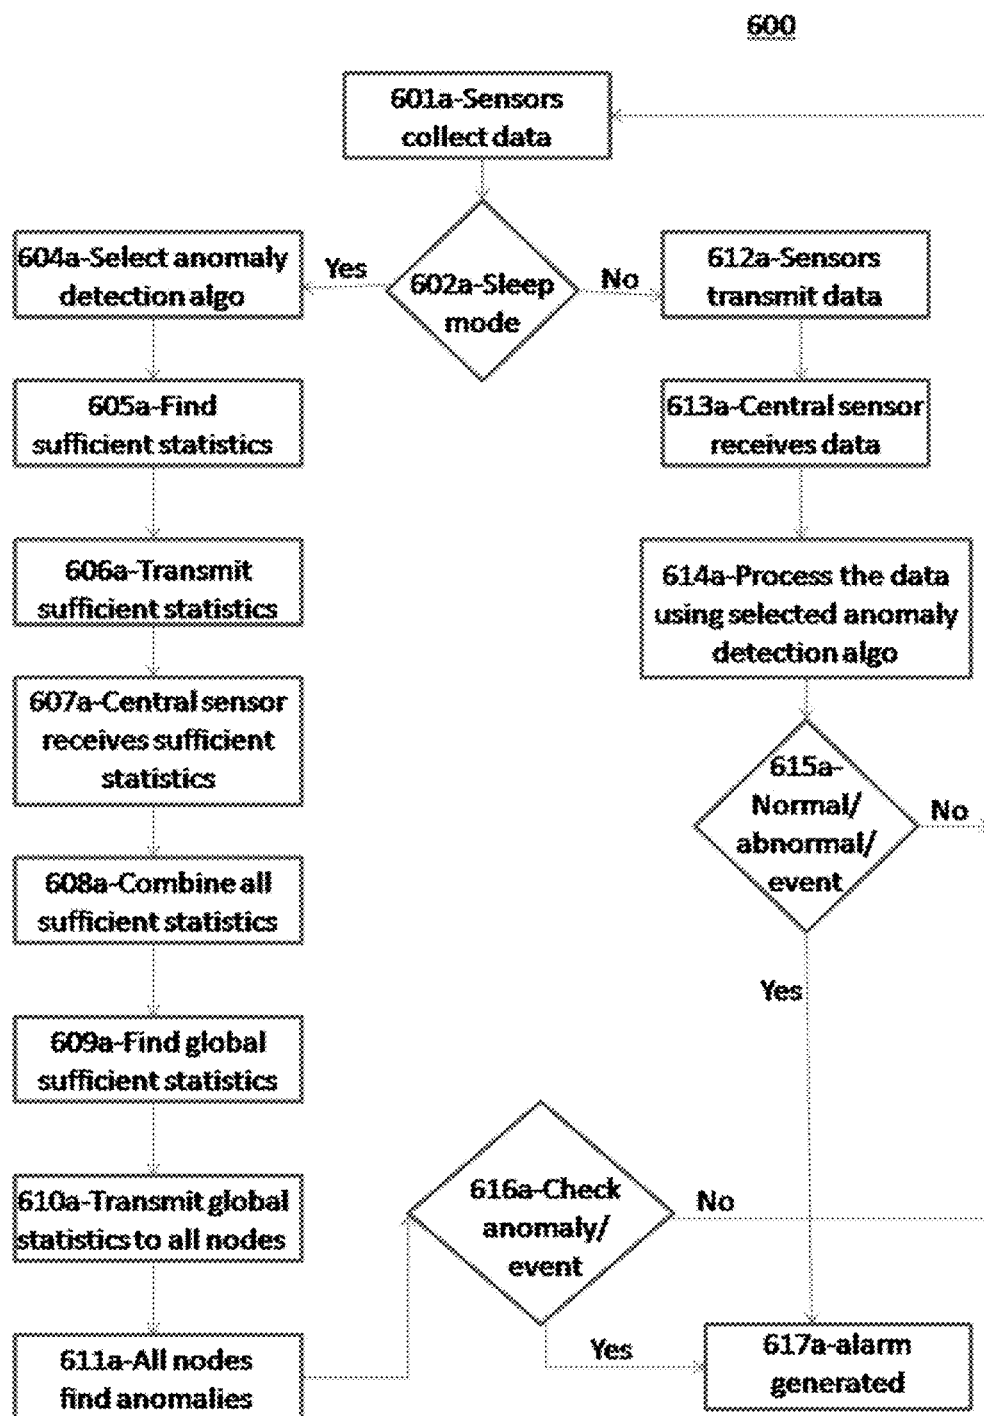 600
601a-Sensors
collect data
602a-Sleep
mode
Yes
No
604a-Select anomaly
detection algo
605a-Find
sufficient statistics
606a-Transmit
sufficient statistics
607a-Central sensor
receives sufficient
statistics
608a-Combine all
sufficient statistics
609a-Find global
sufficient statistics
610a-Transmit global
statistics to all nodes
611a-All nodes
find anomalies
612a-Sensors
transmit data
613a-Central sensor
receives data
614a-Process the data
using selected anomaly
detection algo
615a-
Normal/
abnormal/
event
No
Yes
616a-Check
anomaly/
event
No
Yes
617a-alarm
generated